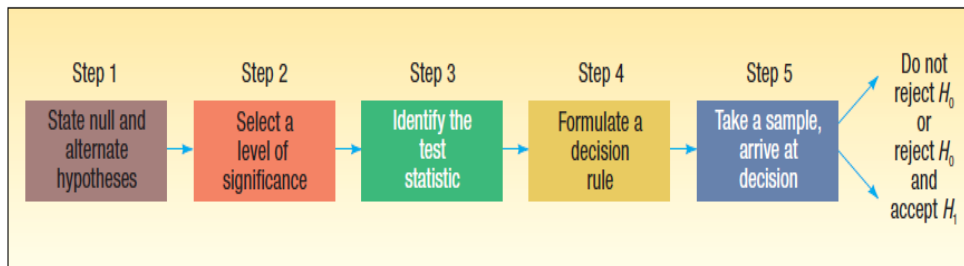 Step 1
State null and
alternate
hypotheses
Step 2
Select a
level of
significance
Step 3
Identify the
test
statistic
Step 4
Formulate a
decision
rule
Step 5
Take a sample,
arrive at
decision
Do not
reject H₀
or
reject H₀
and
accept H₁